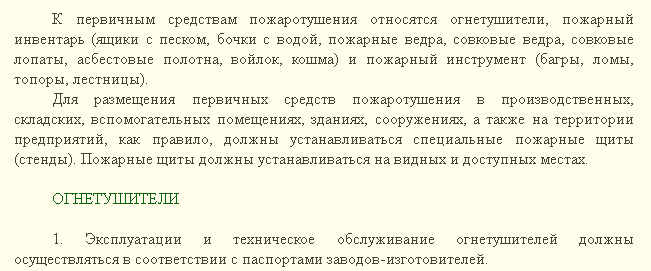 К первичным средствам пожаротушения относятся огнетушители, пожарный
инвентарь (ящики с песком, бочки с водой, пожарные ведра, совковые ведра, совковые
лопаты, асбестовые полотна, войлок, кошма) и пожарный инструмент (багры, ломы,
топоры, лестницы).
Для размещения первичных средств пожаротушения в производственных,
складских, вспомогательных помещениях, зданиях, сооружениях, а также на территории
предприятий, как правило, должны устанавливаться специальные пожарные щиты
(стенды). Пожарные щиты должны устанавливаться на видных и доступных местах.
ОГНЕТУШИТЕЛИ
1. Эксплуатации и техническое обслуживание огнетушителей должны
осуществляться в соответствии с паспортами заводов-изготовителей.